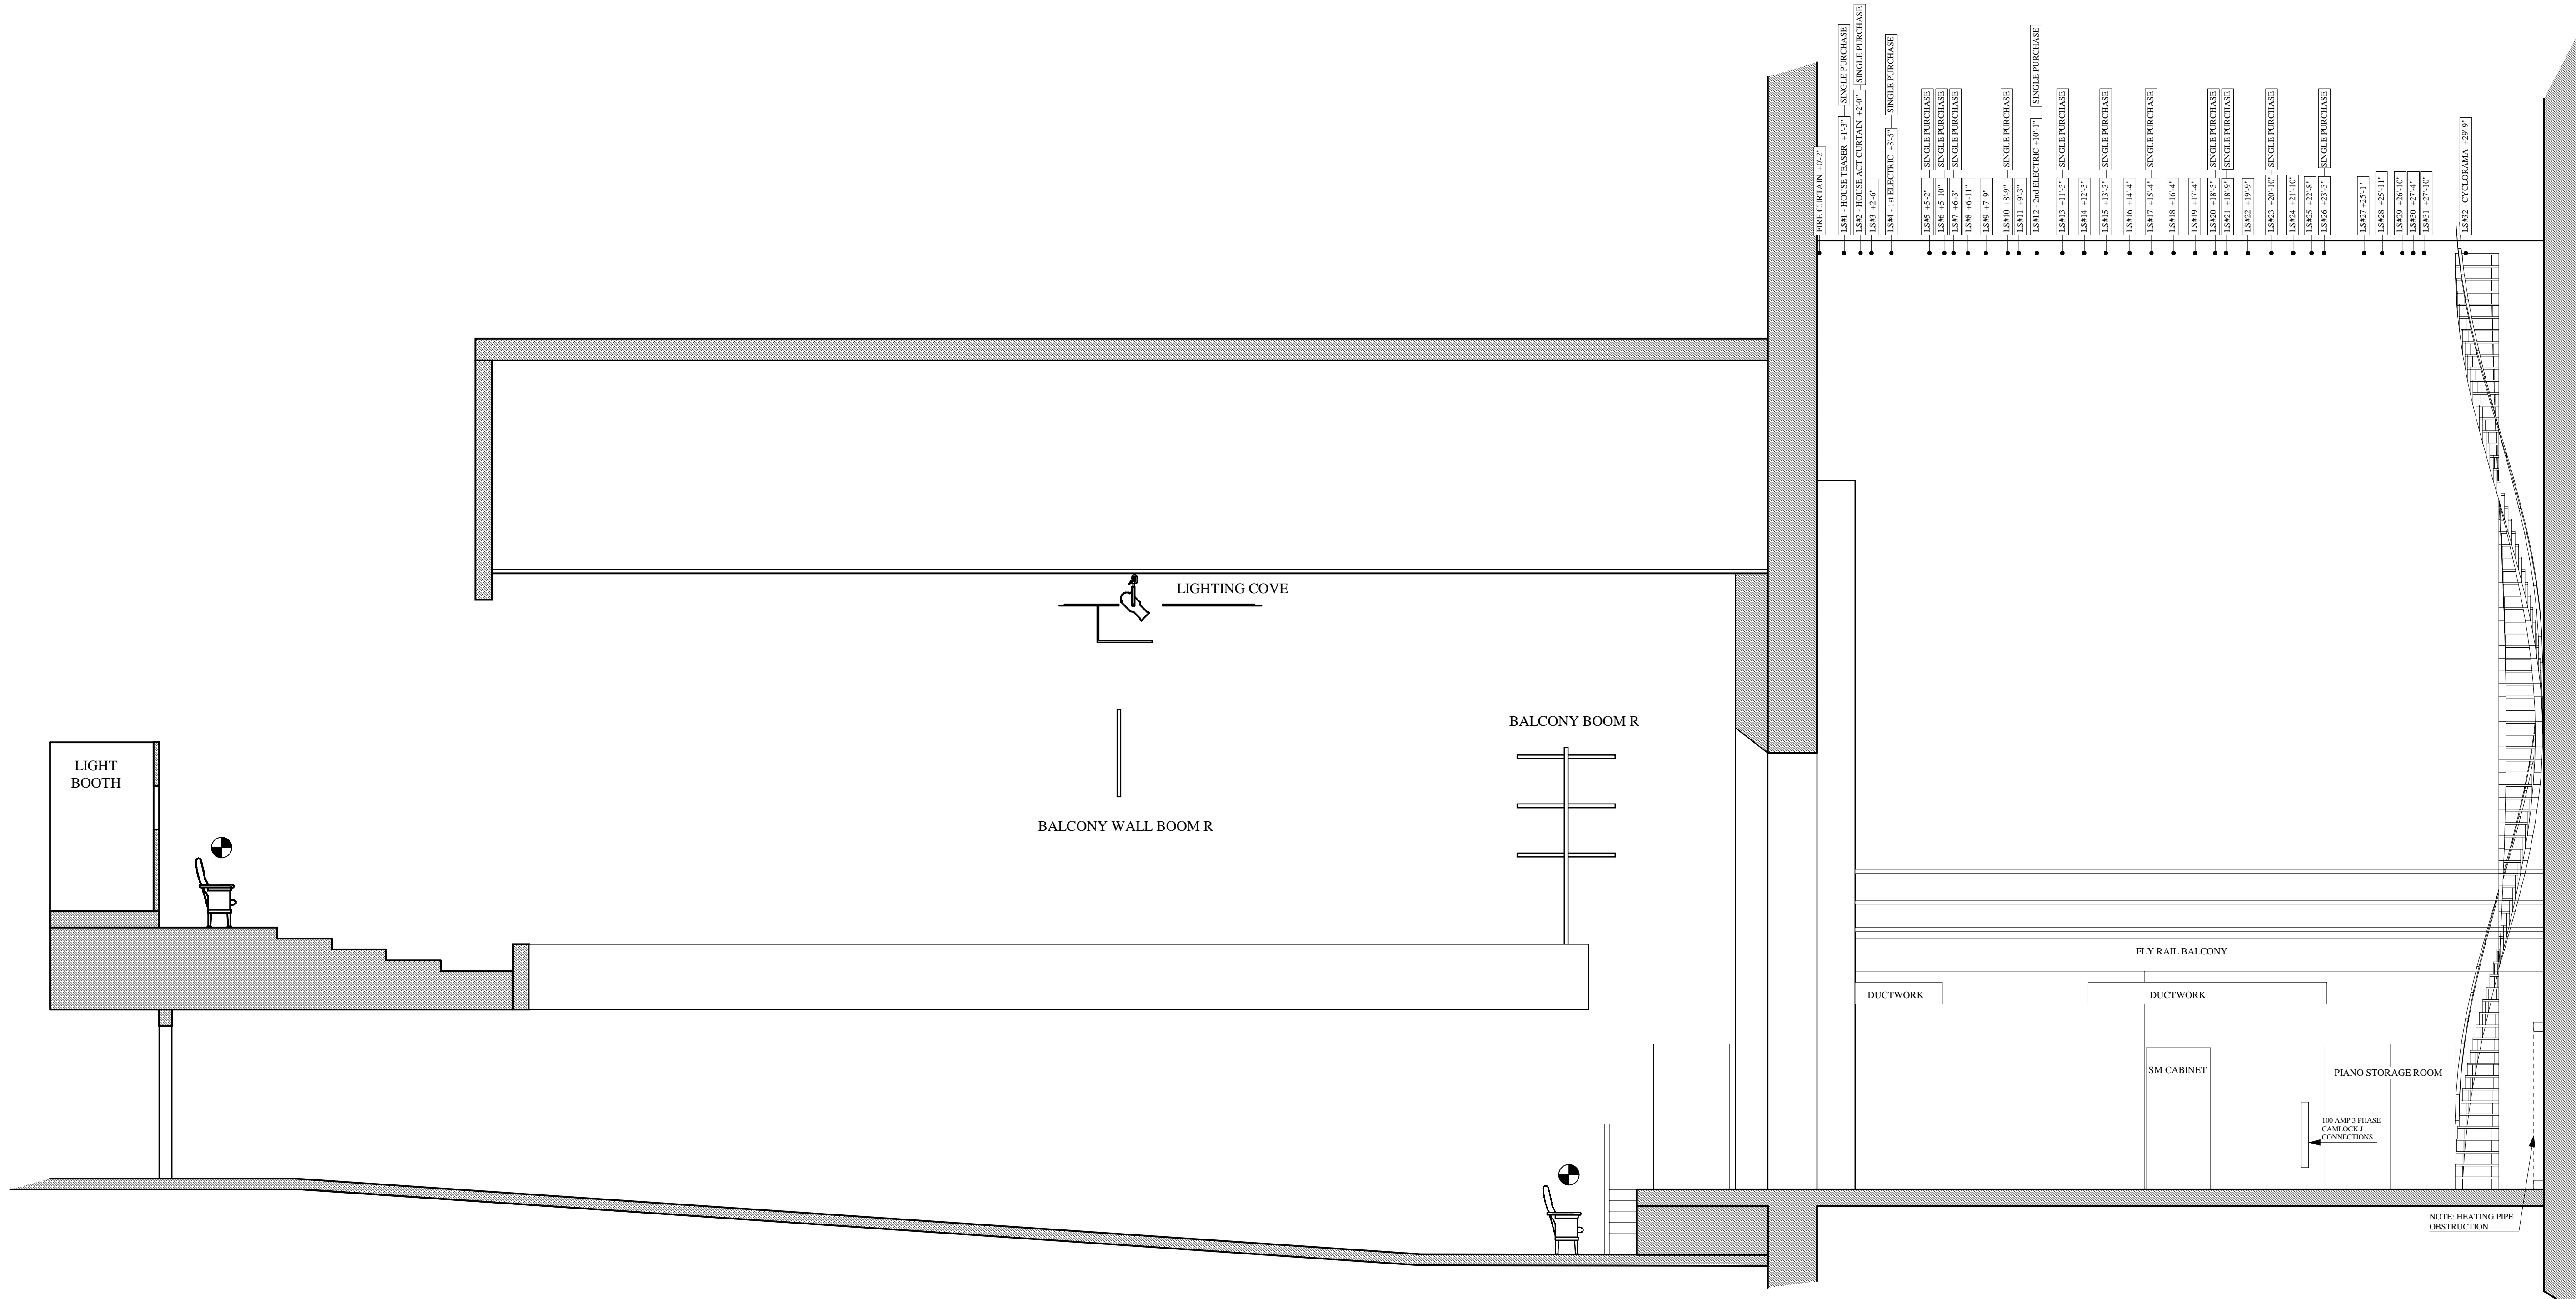 FIRE CURTAIN +0'-2"
LS#1 - HOUSE TEASER +1'-3"
SINGLE PURCHASE
LS#2 - HOUSE ACT CURTAIN +2'-0"
SINGLE PURCHASE
LS#3 +2'-6"
LS#4 - 1st ELECTRIC +3'-5"
SINGLE PURCHASE
LS#5 +5'-2"
SINGLE PURCHASE
LS#6 +5'-10"
SINGLE PURCHASE
LS#7 +6'-3"
SINGLE PURCHASE
LS#8 +6'-11"
LS#9 +7'-9"
LS#10 +8'-9"
SINGLE PURCHASE
LS#11 +9'-3"
LS#12 - 2nd ELECTRIC +10'-1"
SINGLE PURCHASE
LS#13 +11'-3"
SINGLE PURCHASE
LS#14 +12'-3"
LS#15 +13'-3"
SINGLE PURCHASE
LS#16 +14'-4"
LS#17 +15'-4"
SINGLE PURCHASE
LS#18 +16'-4"
LS#19 +17'-4"
LS#20 +18'-3"
SINGLE PURCHASE
LS#21 +18'-9"
SINGLE PURCHASE
LS#22 +19'-9"
LS#23 +20'-10"
SINGLE PURCHASE
LS#24 +21'-10"
LS#25 +22'-8"
LS#26 +23'-3"
SINGLE PURCHASE
LS#27 +25'-1"
LS#28 +25'-11"
LS#29 +26'-10"
LS#30 +27'-4"
LS#31 +27'-10"
LS#32 - CYCLORAMA +29'-9"
LIGHTING COVE
BALCONY BOOM R
LIGHT
BOOTH
BALCONY WALL BOOM R
FLY RAIL BALCONY
DUCTWORK
DUCTWORK
SM CABINET
PIANO STORAGE ROOM
100 AMP 3 PHASE
CAMLOCK J
CONNECTIONS
NOTE: HEATING PIPE
OBSTRUCTION